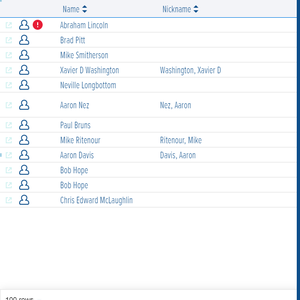 Name Nickname
Abraham Lincoln
Brad Pitt
Mike Smitherson
Xavier D Washington Washington, Xavier D
Neville Longbottom
Aaron Nez Nez, Aaron
Paul Bruns
Mike Ritenour Ritenour, Mike
Aaron Davis Davis, Aaron
Bob Hope
Bob Hope
Chris Edward McLaughlin
100 rows